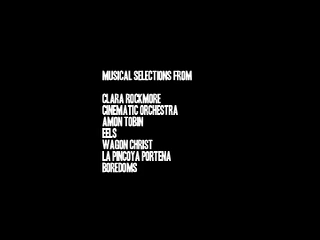 MUSICAL SELECTIONS FROM
CLARA ROCKMORE
CINEMATIC ORCHESTRA
AMON TOBIN
EELS
WAGON CHRIST
LA PINCOYA PORTENA
BOREDOMS